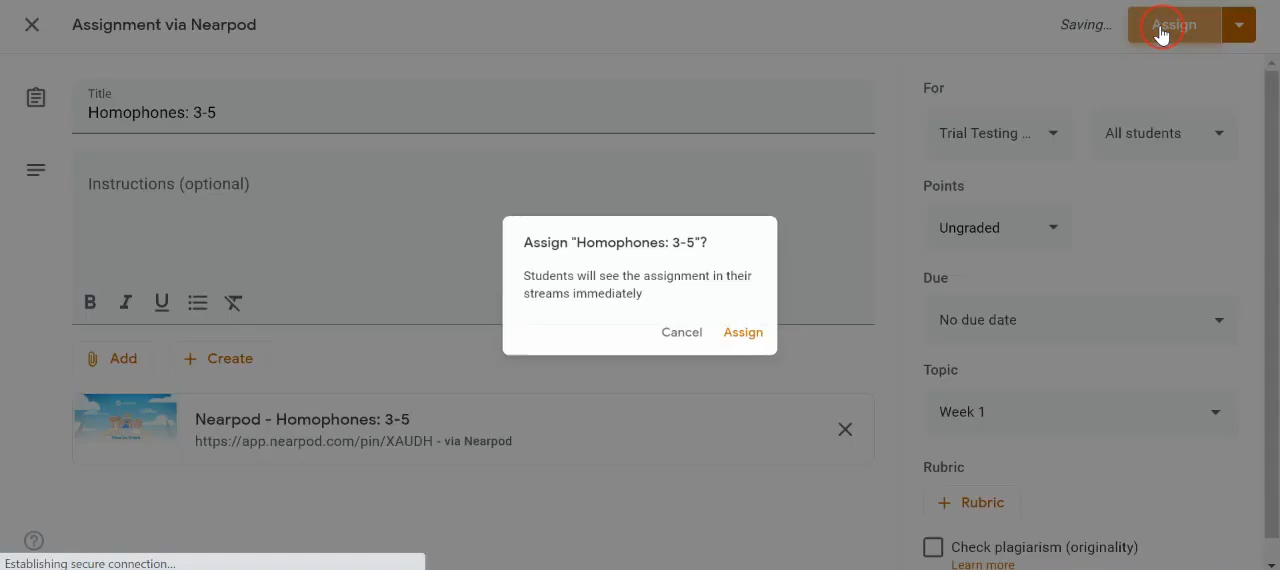 Assignment via Nearpod
Saving...
Assign
Title
Homophones: 3-5
Instructions (optional)
B I U
Add
Create
Nearpod - Homophones: 3-5
https://app.nearpod.com/pin/XAUDH - via Nearpod
For
Trial Testing ...
All students
Points
Ungraded
Due
No due date
Topic
Week 1
Rubric
Rubric
Check plagiarism (originality)
Learn more
Assign "Homophones: 3-5"?
Students will see the assignment in their
streams immediately
Cancel
Assign
Establishing secure connection...